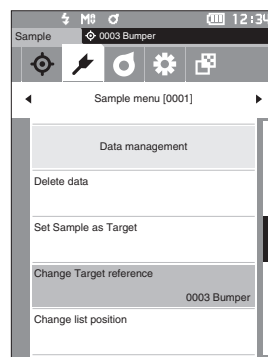 M 12:34
Sample 0003 Bumper
Sample menu [0001]
Data management
Delete data
Set Sample as Target
Change Target reference
0003 Bumper
Change list position